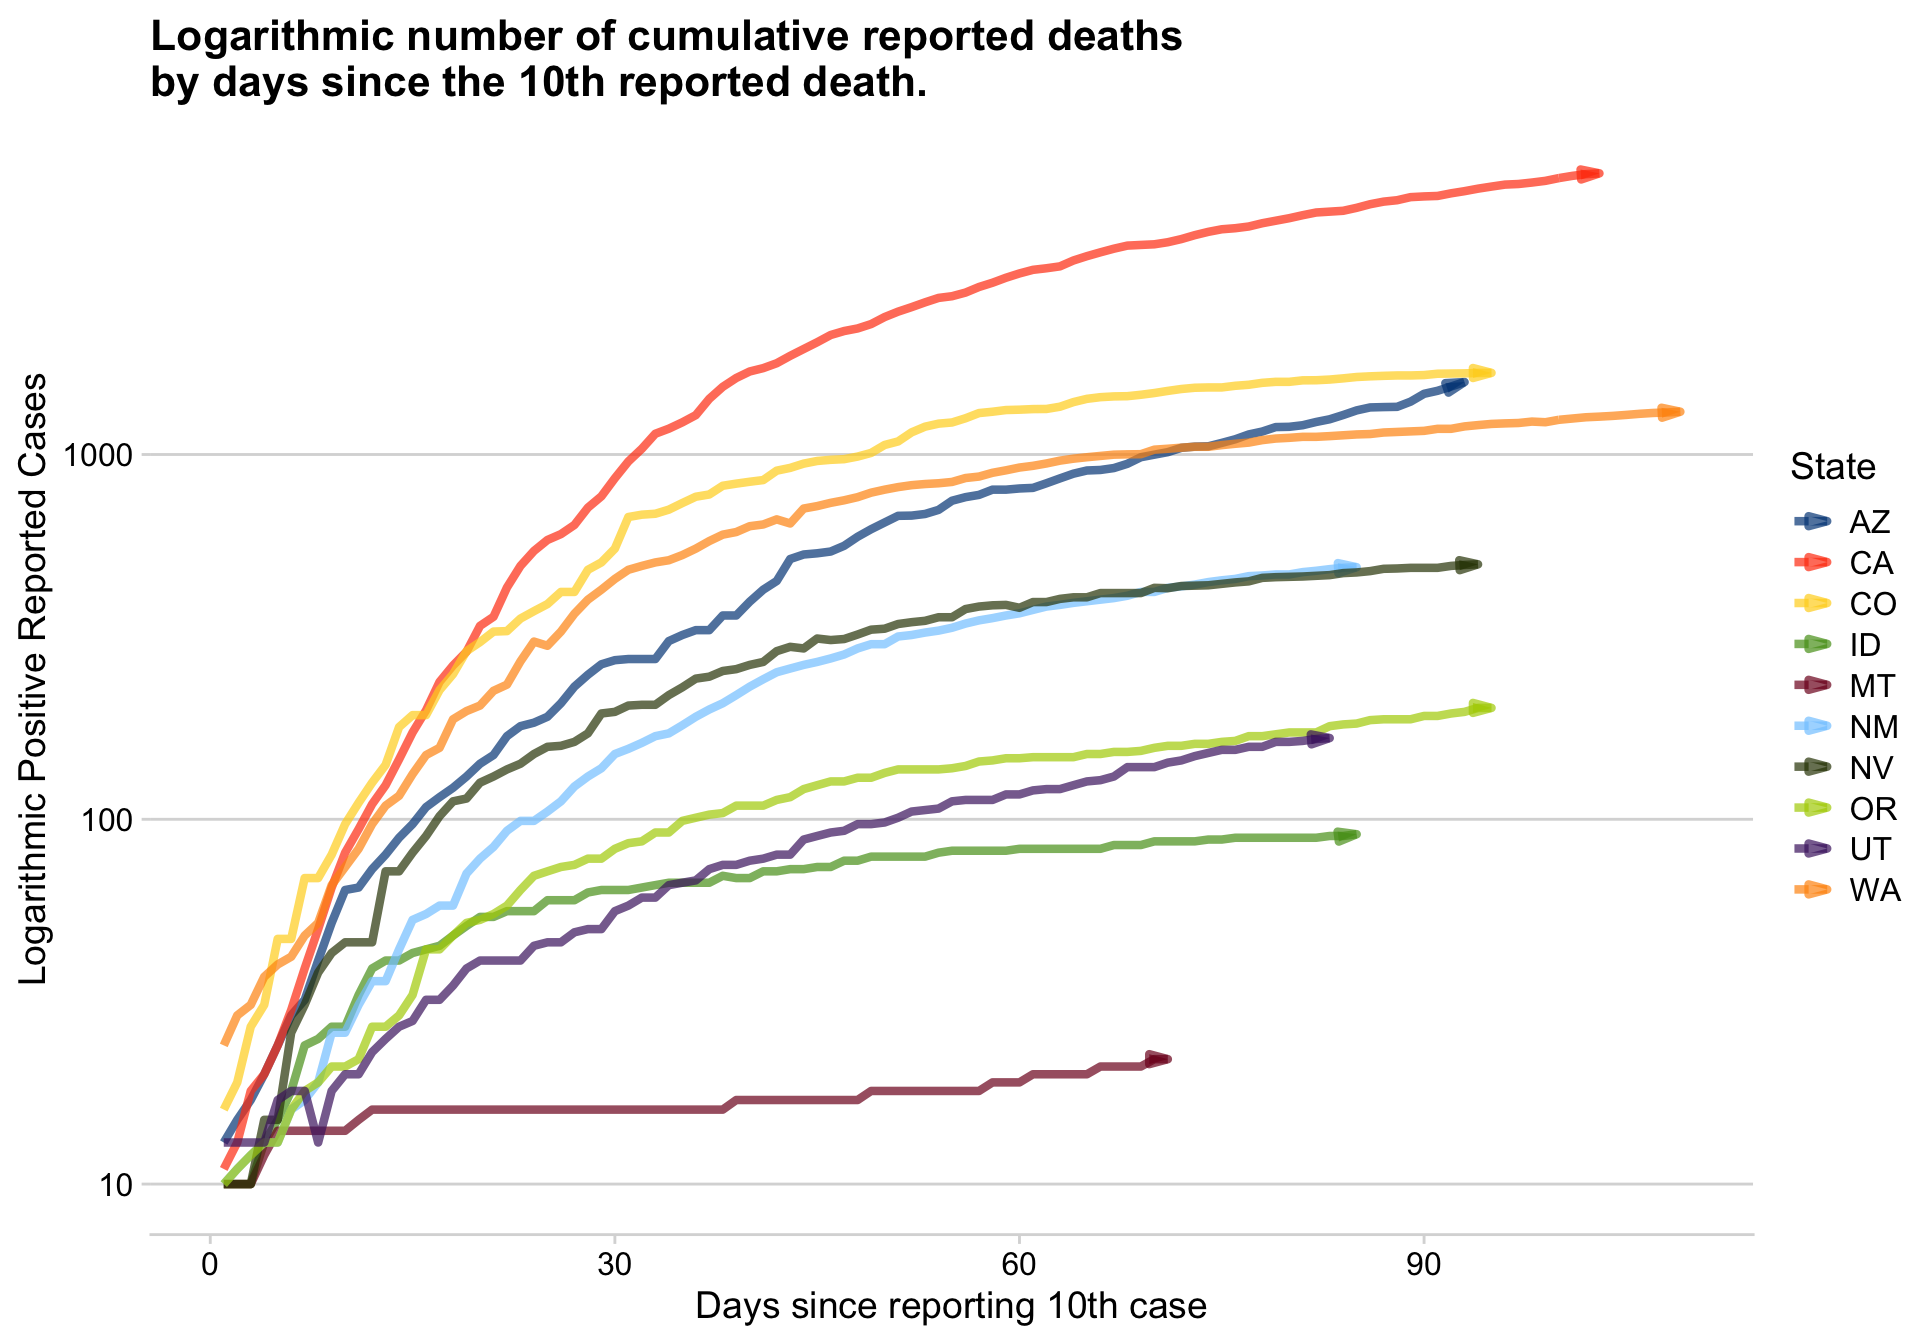 Logarithmic number of cumulative reported deaths
by days since the 10th reported death.
Logarithmic Positive Reported Cases
1000
100
10
0
30
60
90
Days since reporting 10th case
State
AZ
CA
CO
ID
MT
NM
NV
OR
UT
WA